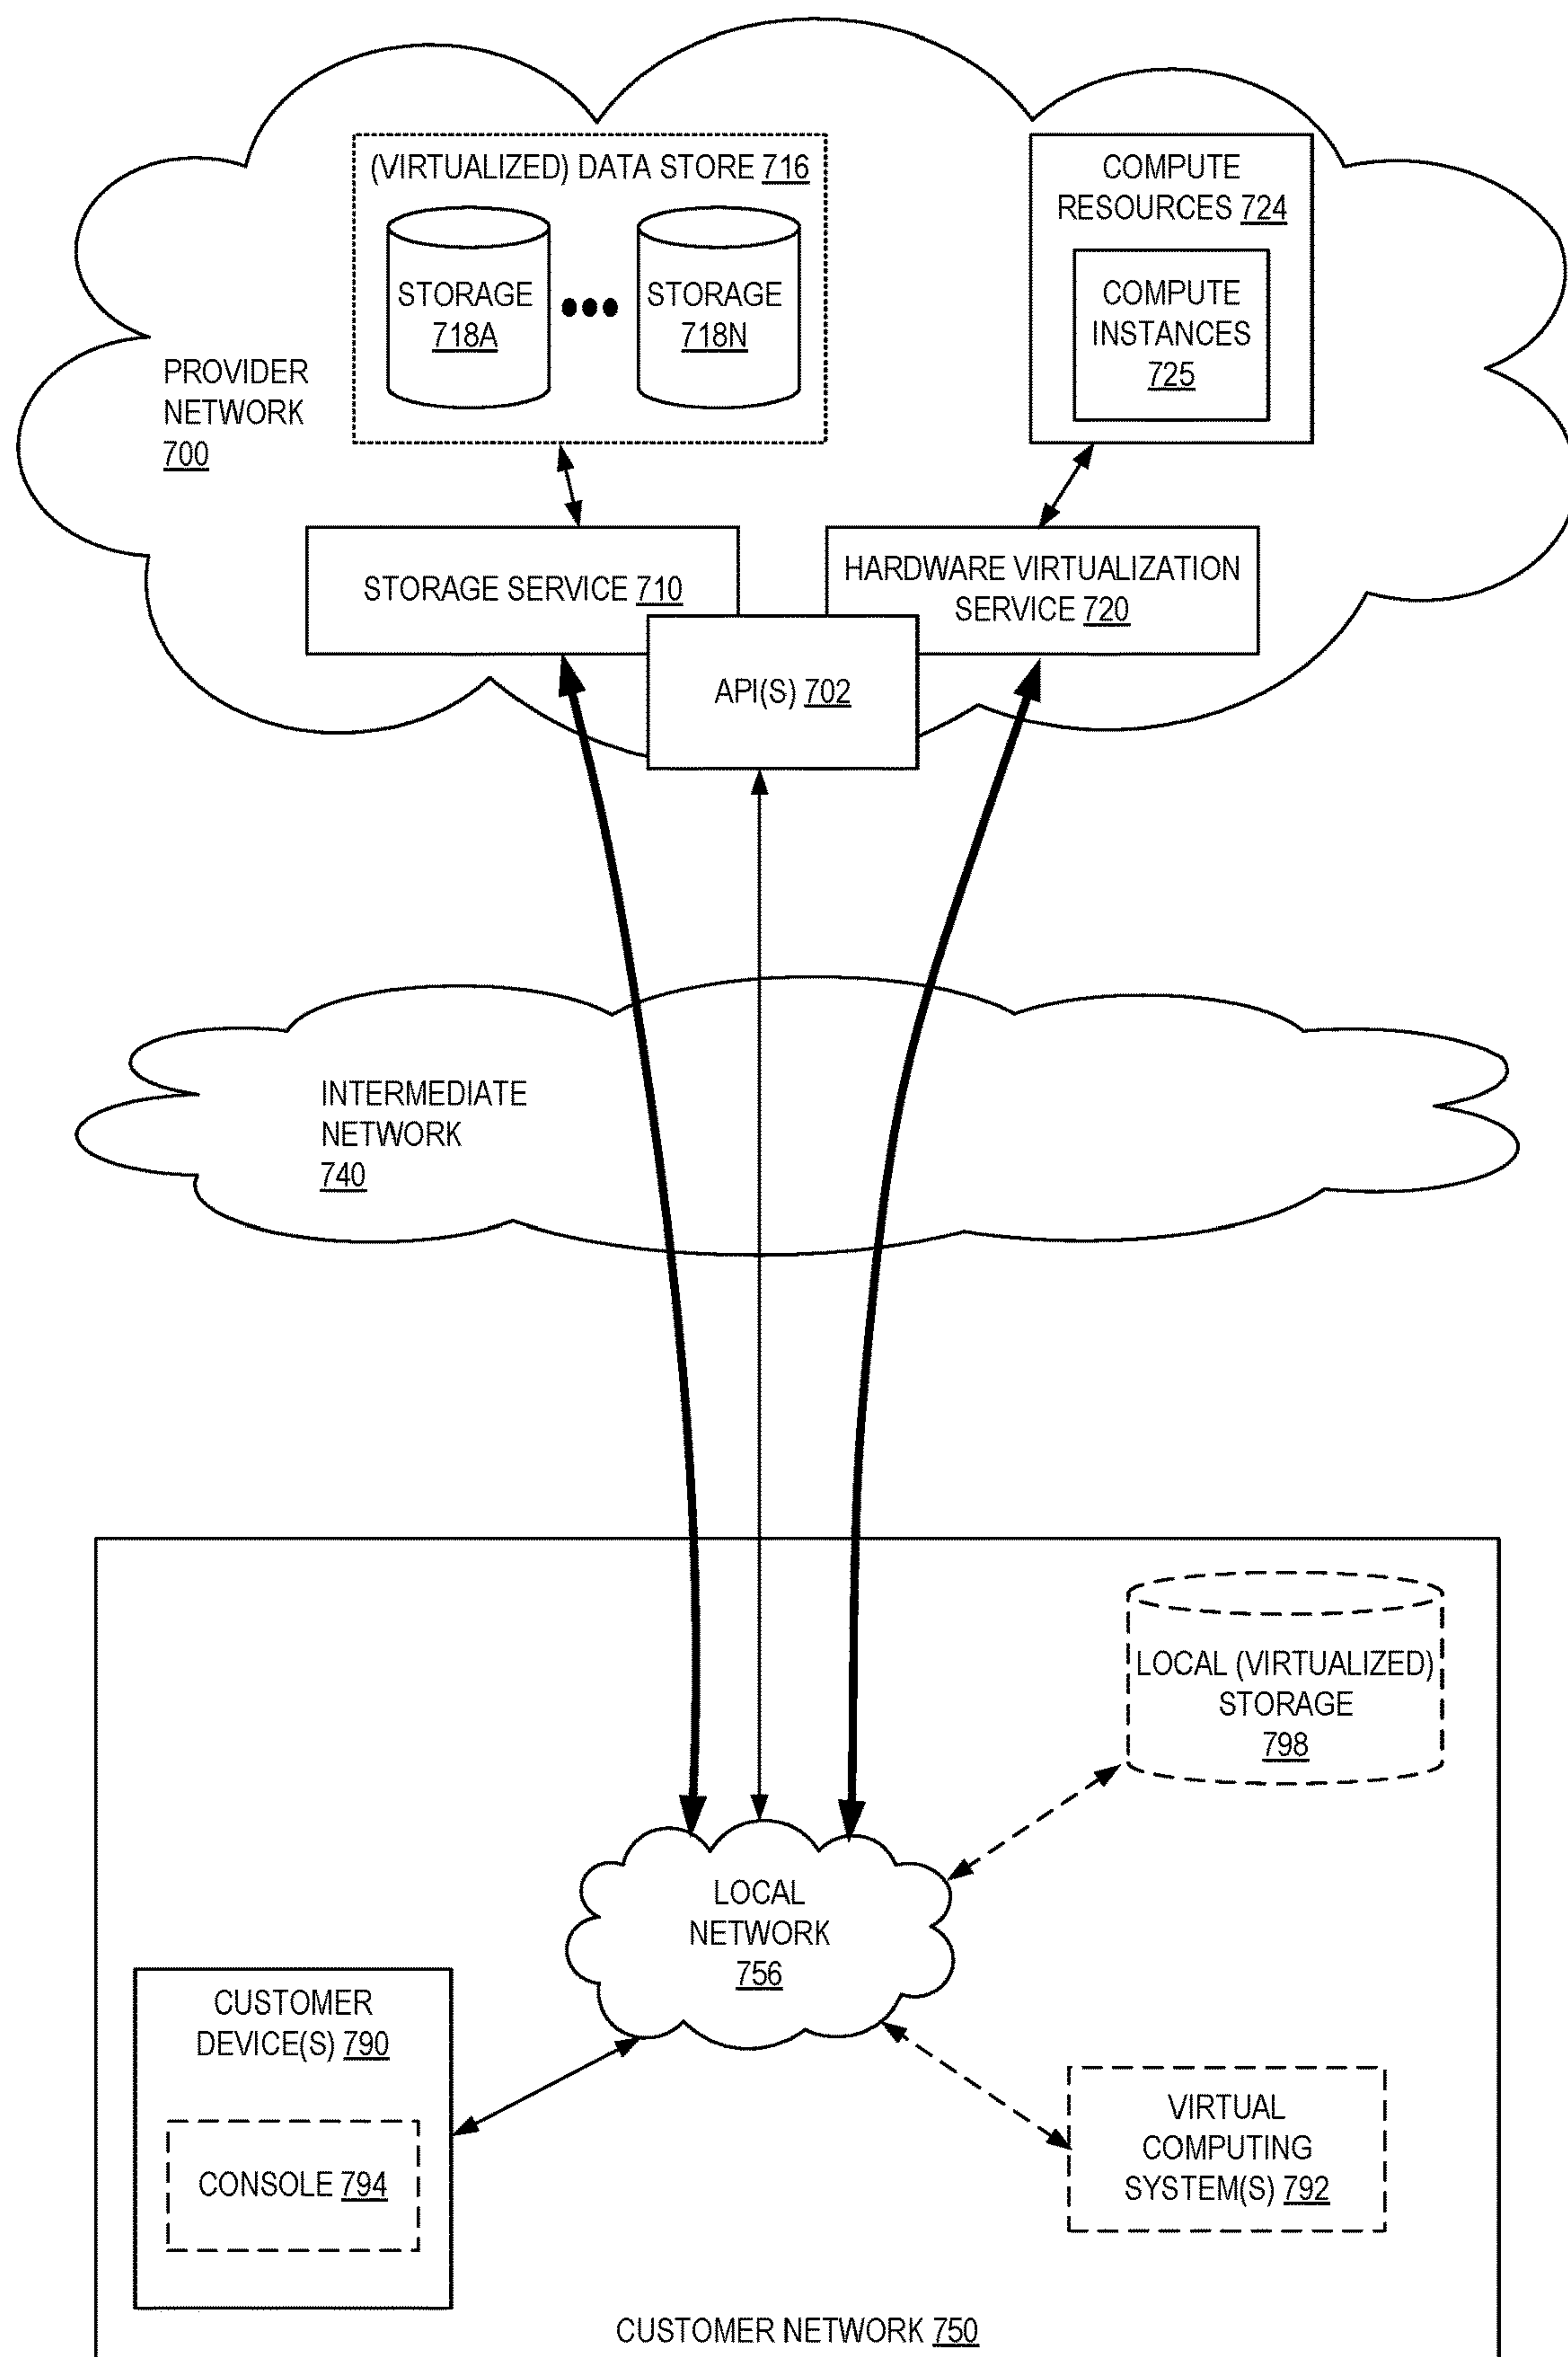 (VIRTUALIZED) DATA STORE 716
STORAGE
718A
STORAGE
718N
COMPUTE
RESOURCES 724
COMPUTE
INSTANCES
725
PROVIDER
NETWORK
700
STORAGE SERVICE 710
HARDWARE VIRTUALIZATION
SERVICE 720
API(S) 702
INTERMEDIATE
NETWORK
740
LOCAL (VIRTUALIZED)
STORAGE
798
LOCAL
NETWORK
756
CUSTOMER
DEVICE(S) 790
CONSOLE 794
VIRTUAL
COMPUTING
SYSTEM(S) 792
CUSTOMER NETWORK 750